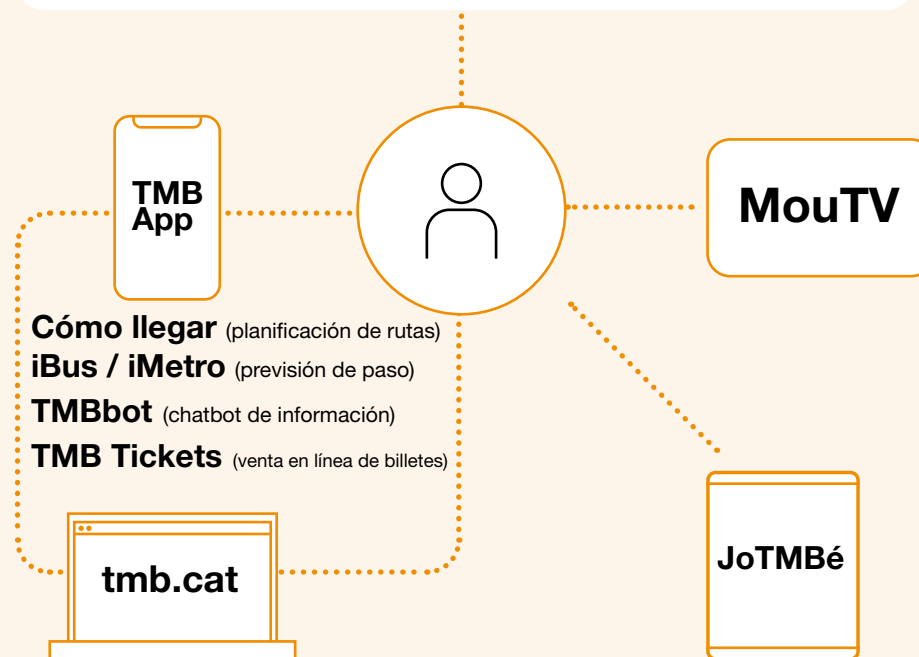 TMB
App
MouTV
Cómo llegar (planificación de rutas)
iBus / iMetro (previsión de paso)
TMBbot (chatbot de información)
TMB Tickets (venta en línea de billetes)
tmb.cat
JoTMBé